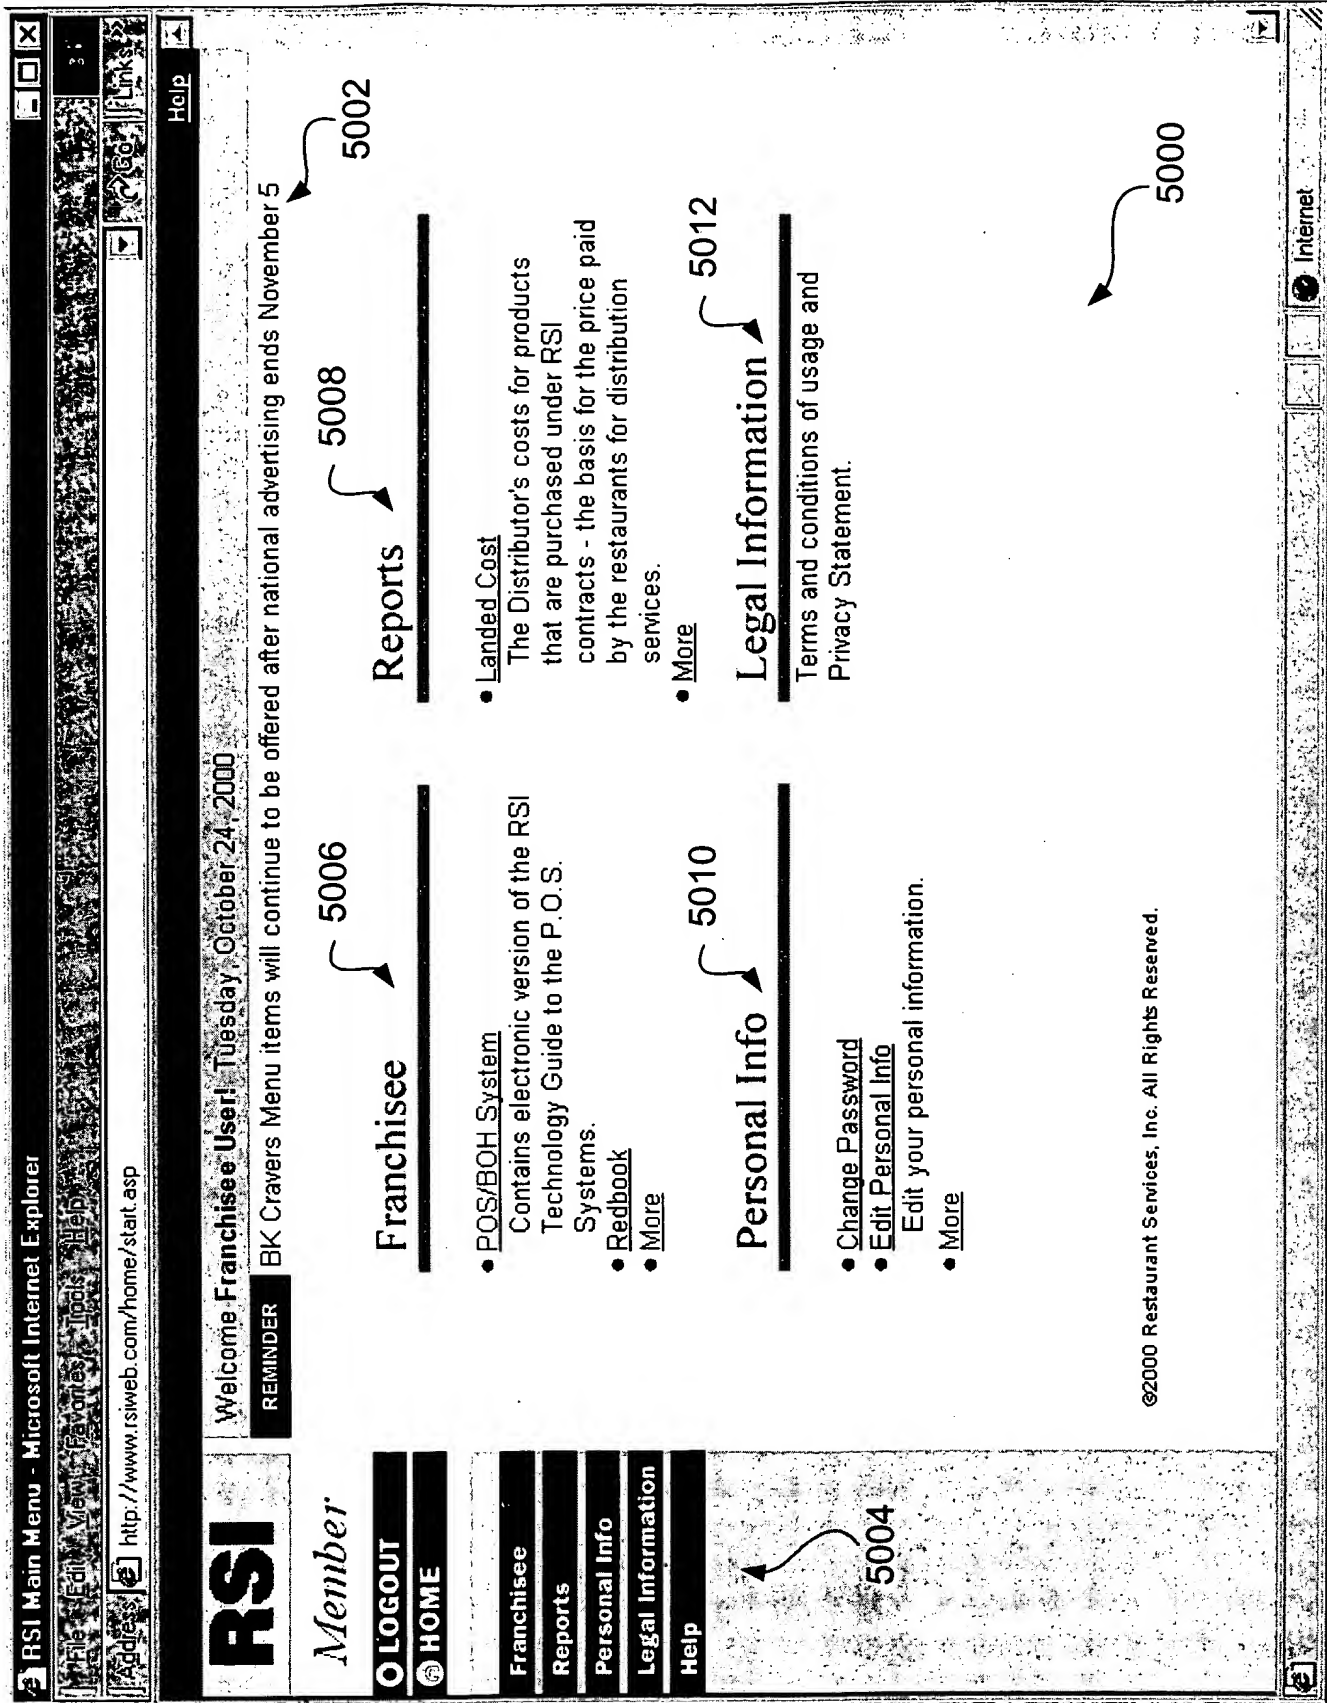 RSI Main Menu - Microsoft Internet Explorer
File Edit View Favorites Tools Help
Address http://www.rsiweb.com/home/start.asp Go Links »
Help
RSI
Welcome Franchisee User! Tuesday, October 24, 2000
REMINDER BK Cravers Menu items will continue to be offered after national advertising ends November 5
5002
Member
LOGOUT
HOME
Franchisee
Reports
Personal Info
Legal Information
Help
5004
5006
Franchisee
• POS/BOH System
Contains electronic version of the RSI
Technology Guide to the P.O.S.
Systems.
• Redbook
• More
5008
Reports
• Landed Cost
The Distributor's costs for products
that are purchased under RSI
contracts - the basis for the price paid
by the restaurants for distribution
services.
• More
5010
Personal Info
• Change Password
• Edit Personal Info
Edit your personal information.
• More
5012
Legal Information
Terms and conditions of usage and
Privacy Statement.
5000
©2000 Restaurant Services, Inc. All Rights Reserved.
Internet